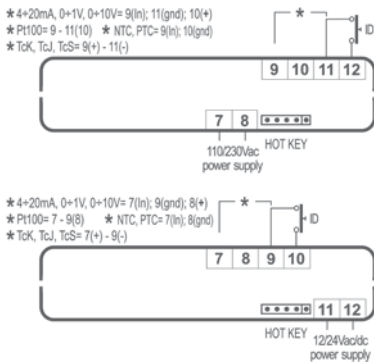 * 4÷20mA, 0÷1V, 0÷10V= 9(In); 11(gnd); 10(+)
* Pt100= 9 - 11(10) * NTC, PTC= 9(In); 10(gnd)
* TcK, TcJ, TcS= 9(+) - 11(-)
*
ID
9 10 11 12
7 8
110/230Vac
power supply
HOT KEY
* 4÷20mA, 0÷1V, 0÷10V= 7(In); 9(gnd); 8(+)
* Pt100= 7 - 9(8) * NTC, PTC= 7(In); 8(gnd)
* TcK, TcJ, TcS= 7(+) - 9(-)
*
ID
7 8 9 10
11 12
HOT KEY
12/24Vac/dc
power supply